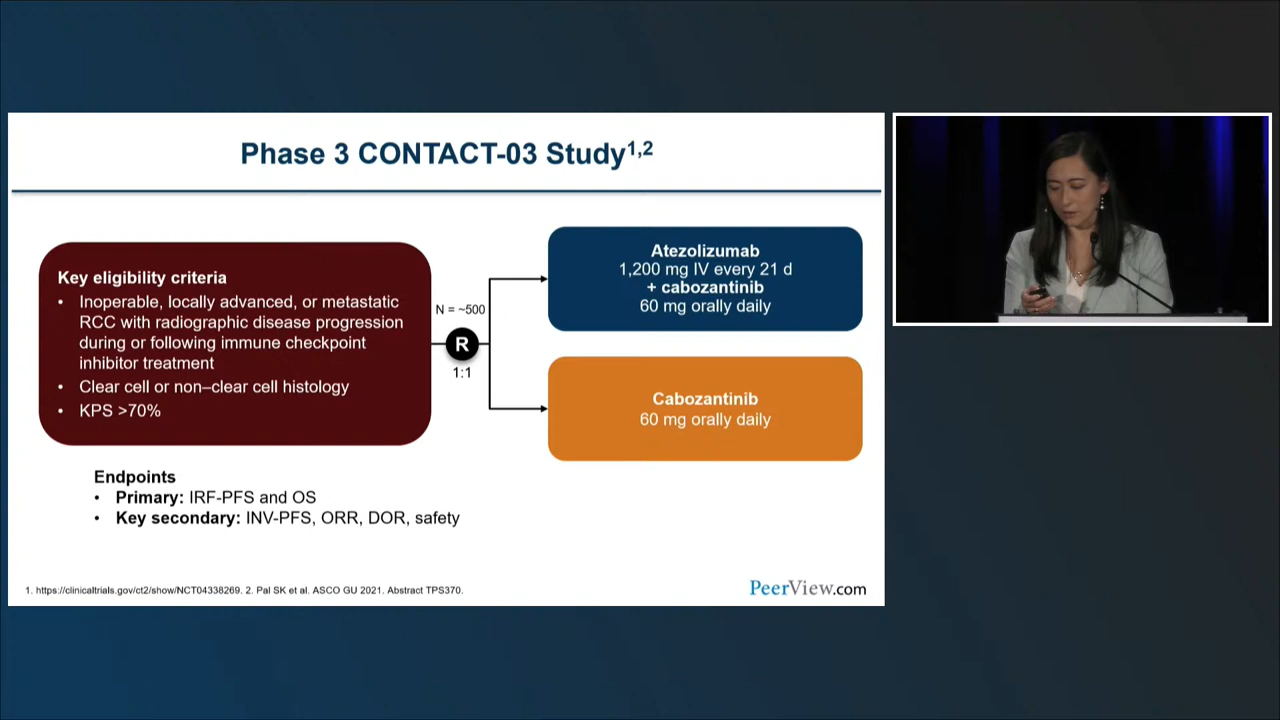 Phase 3 CONTACT-03 Study1,2
Key eligibility criteria
• Inoperable, locally advanced, or metastatic
RCC with radiographic disease progression
during or following immune checkpoint
inhibitor treatment
• Clear cell or non–clear cell histology
• KPS >70%
N = ~500
R
1:1
Atezolizumab
1,200 mg IV every 21 d
+ cabozantinib
60 mg orally daily
Cabozantinib
60 mg orally daily
Endpoints
• Primary: IRF-PFS and OS
• Key secondary: INV-PFS, ORR, DOR, safety
1. https://clinicaltrials.gov/ct2/show/NCT04338269. 2. Pal SK et al. ASCO GU 2021. Abstract TPS370.
PeerView.com